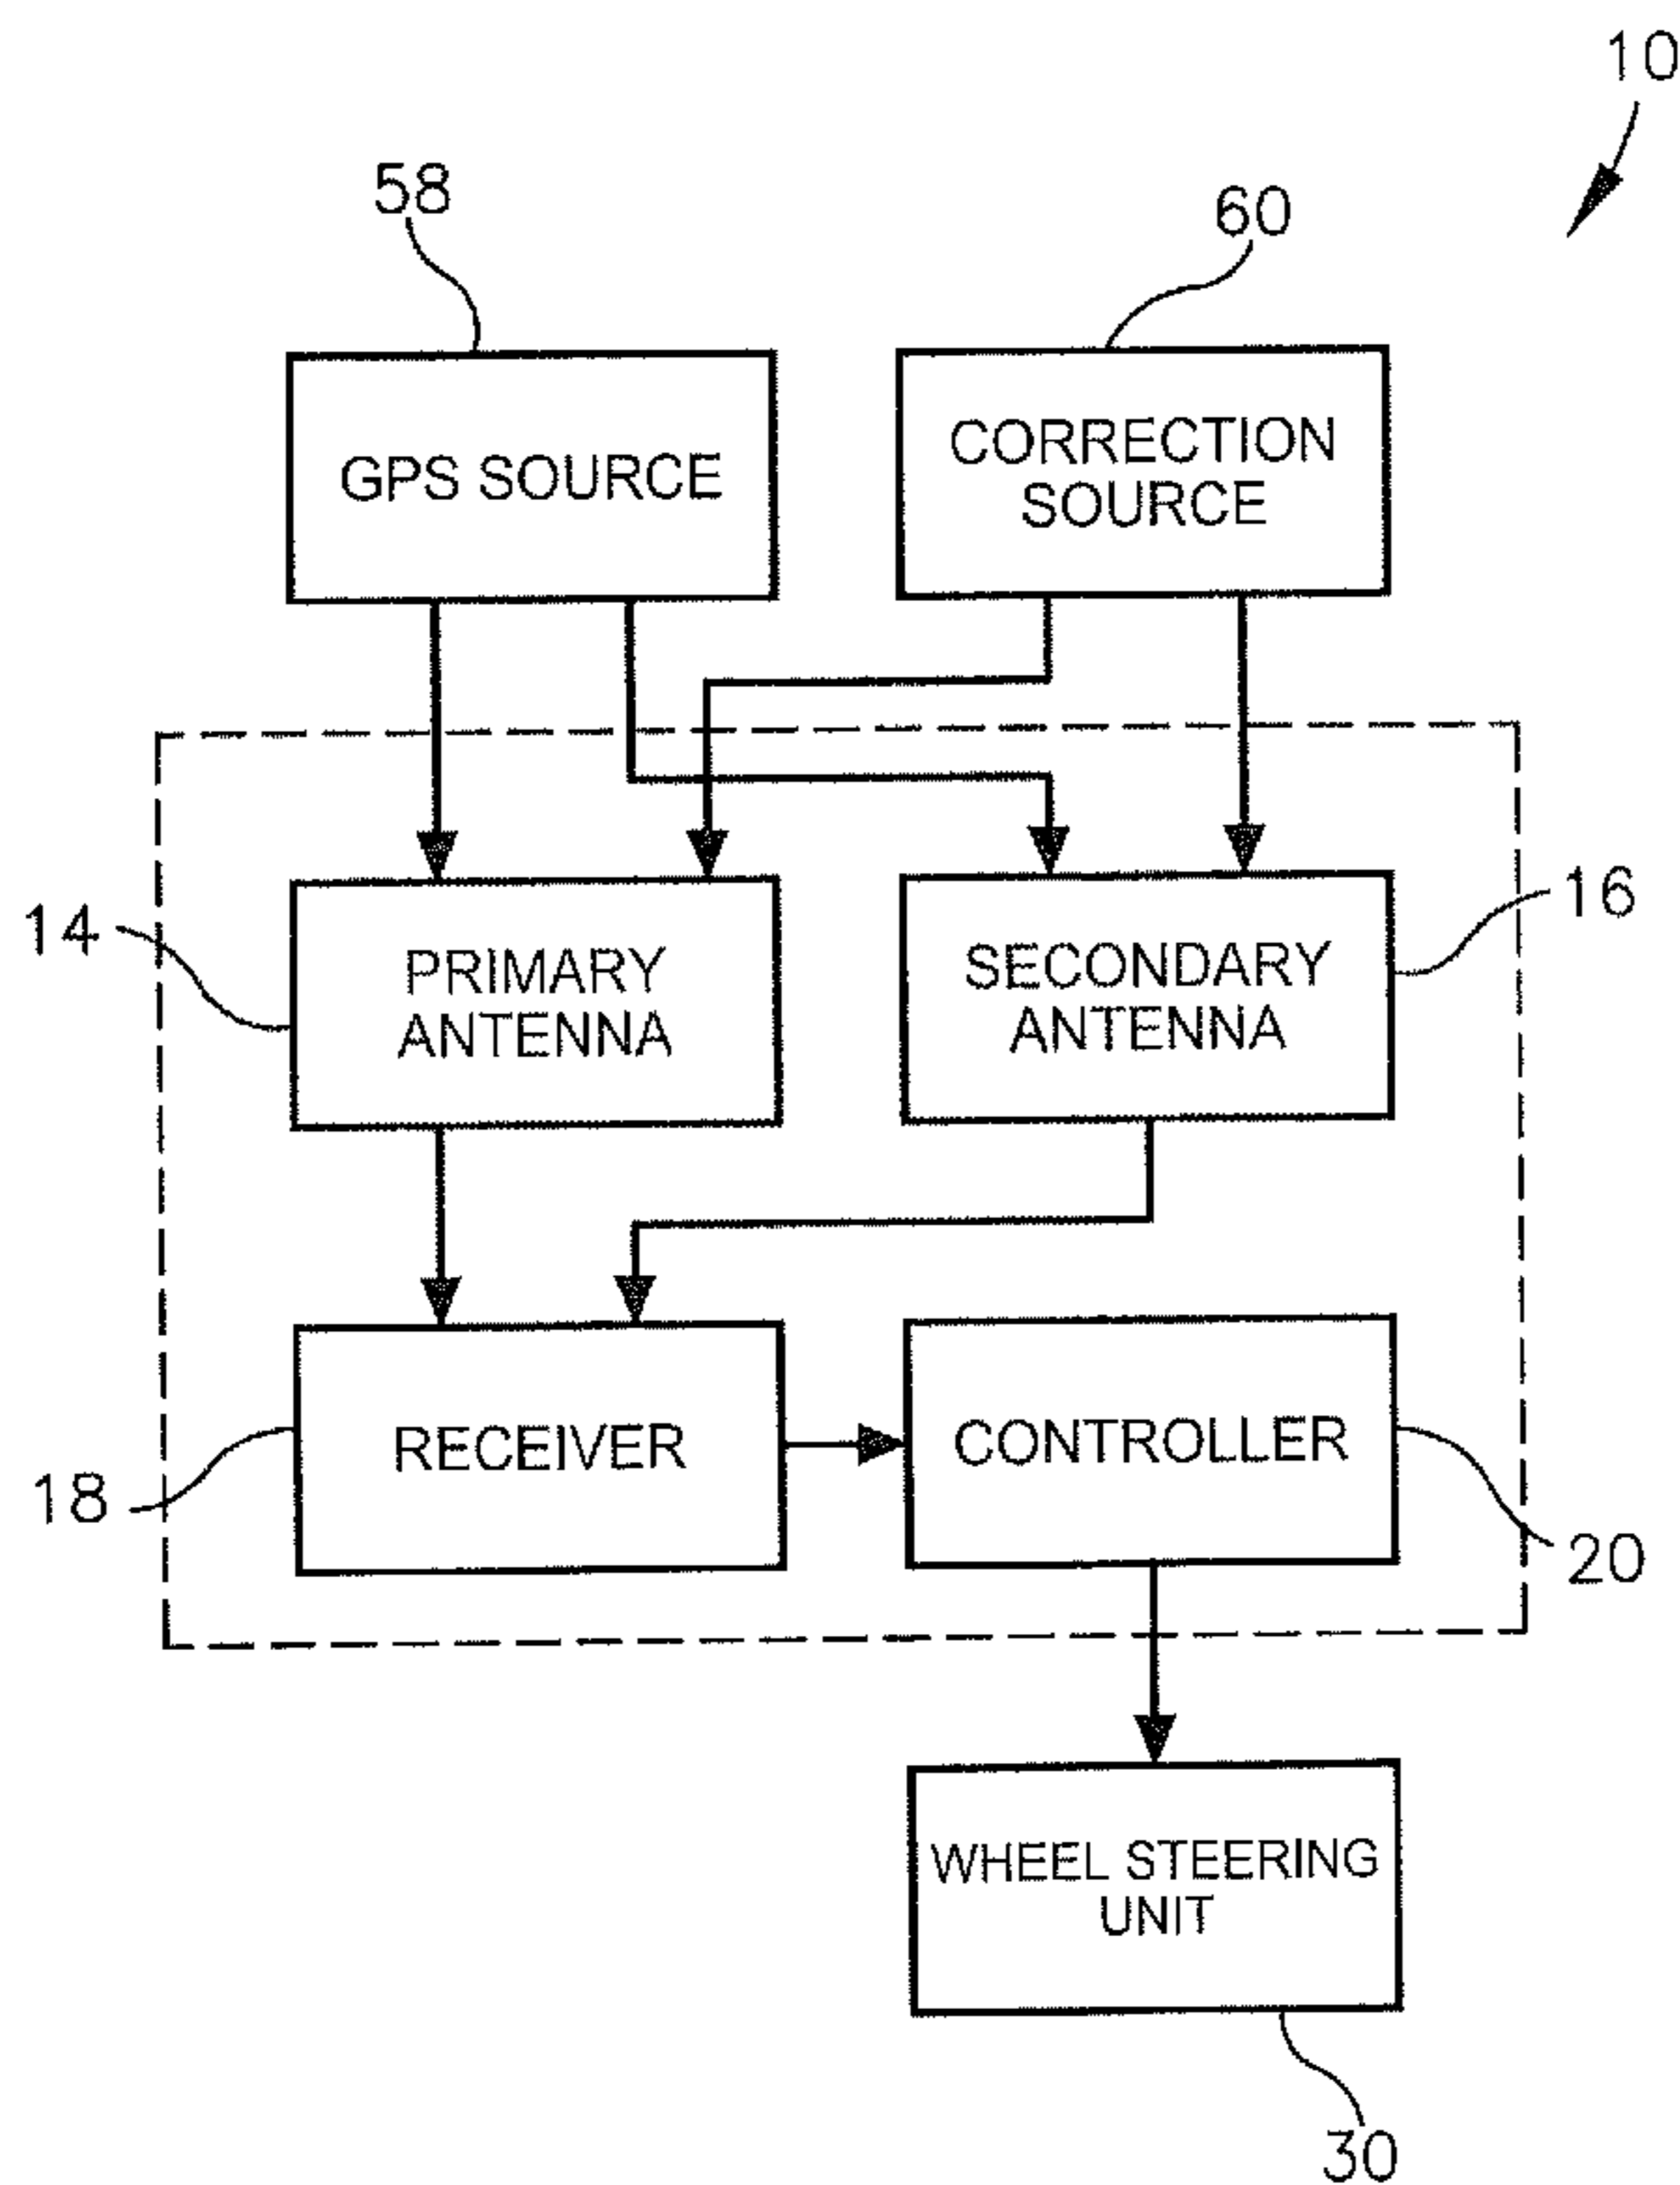 10
58
60
GPS SOURCE
CORRECTION
SOURCE
14
PRIMARY
ANTENNA
SECONDARY
ANTENNA
16
18
RECEIVER
CONTROLLER
20
WHEEL STEERING
UNIT
30